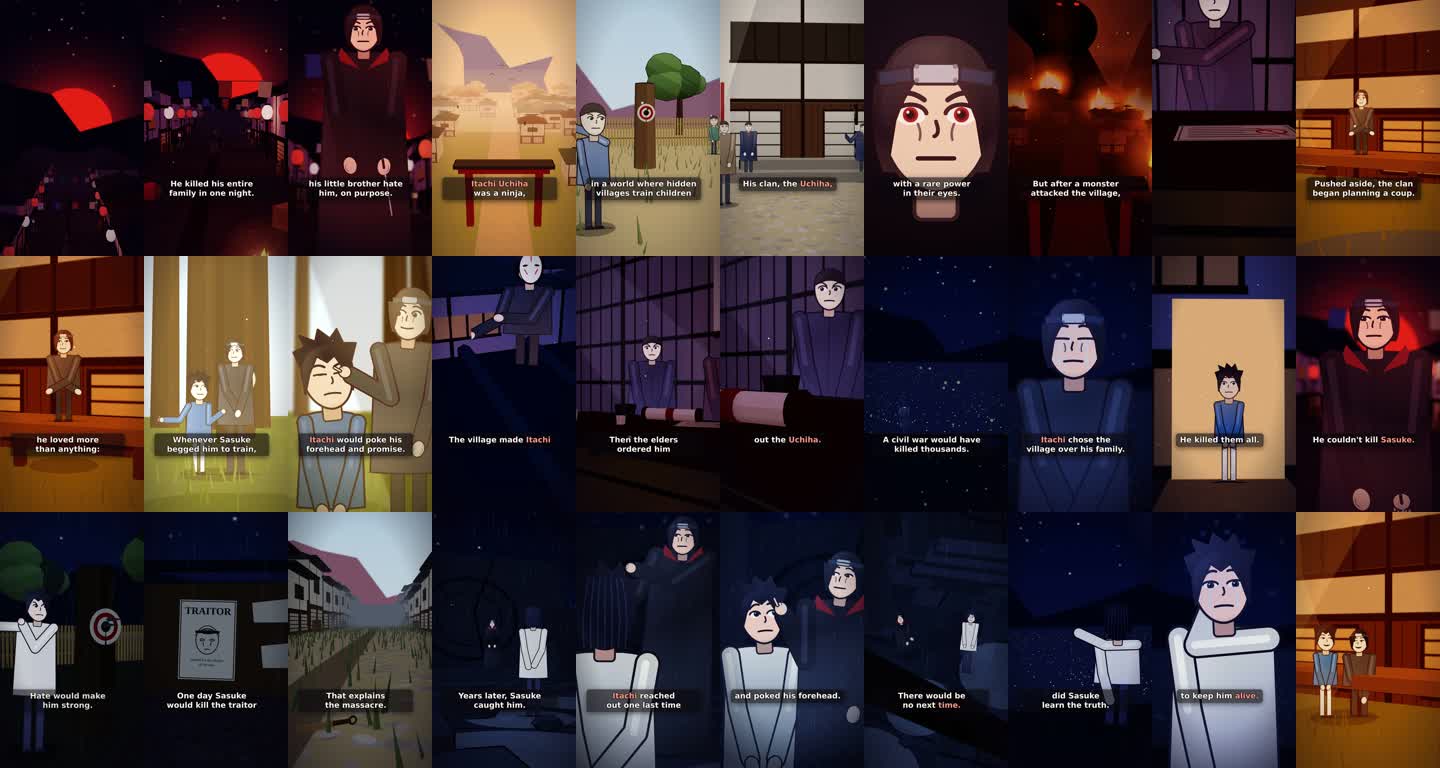 He killed his entire
family in one night.
his little brother hate
him, on purpose.
Itachi Uchiha
was a ninja,
in a world where hidden
villages train children
His clan, the Uchiha,
with a rare power
in their eyes.
But after a monster
attacked the village,
Pushed aside, the clan
began planning a coup.
he loved more
than anything:
Whenever Sasuke
begged him to train,
Itachi would poke his
forehead and promise.
The village made Itachi
Then the elders
ordered him
out the Uchiha.
A civil war would have
killed thousands.
Itachi chose the
village over his family.
He killed them all.
He couldn't kill Sasuke.
Hate would make
him strong.
TRAITOR
One day Sasuke
would kill the traitor
That explains
the massacre.
Years later, Sasuke
caught him.
Itachi reached
out one last time
and poked his forehead.
There would be
no next time.
did Sasuke
learn the truth.
to keep him alive.